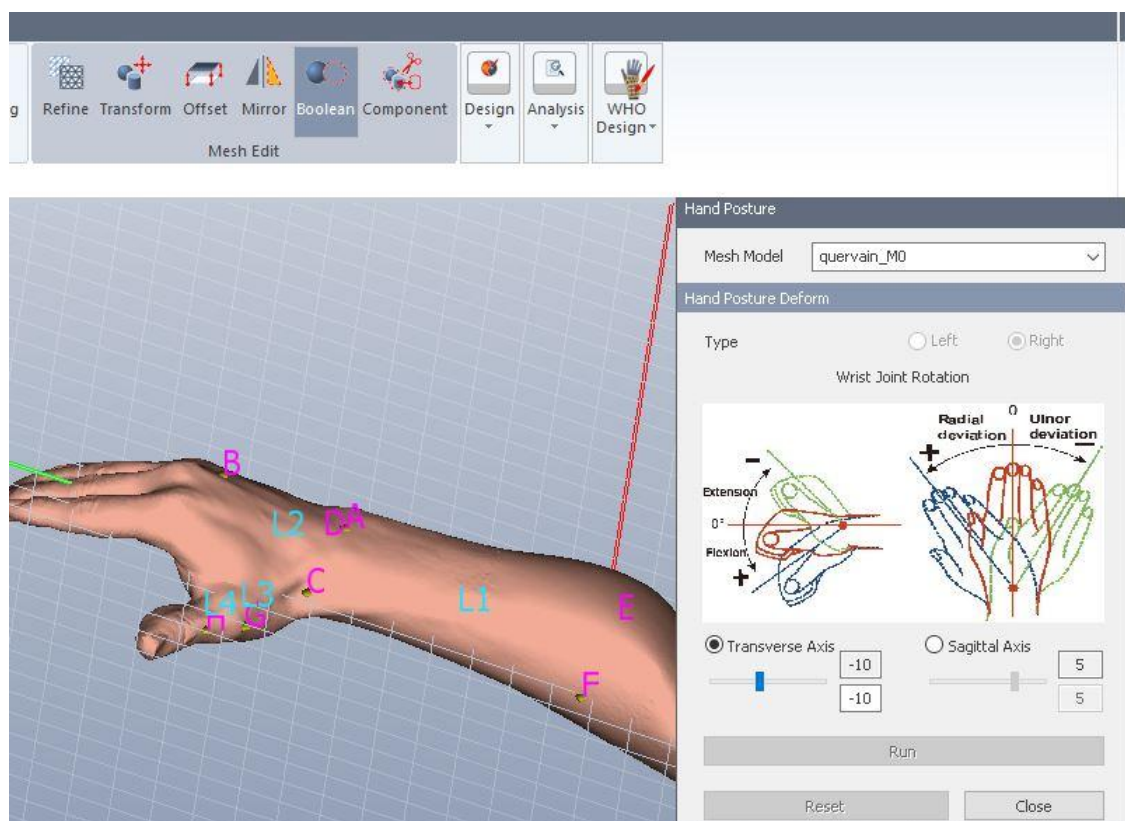 g Refine Transform Offset Mirror Boolean Component Design Analysis WHO
Design
Mesh Edit
Hand Posture
Mesh Model quervain_M0
Hand Posture Deform
Type Left Right
Wrist Joint Rotation
Radial deviation
0
Ulnor deviation
+
−
−
Extension
0°
Flexion
+
B
DA
L2
C
L3
L4
G
L1
E
F
Transverse Axis
Sagittal Axis
-10
5
-10
5
Run
Reset Close